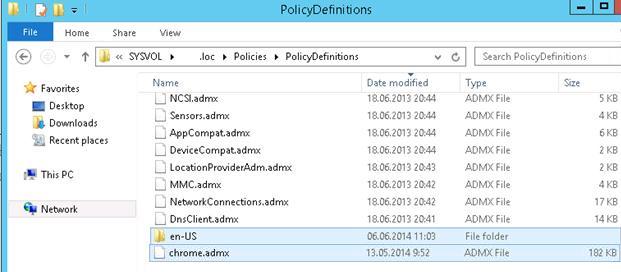 PolicyDefinitions
File Home Share View
« SYSVOL .loc Policies PolicyDefinitions Search PolicyDefinitions
Favorites
Desktop
Downloads
Recent places
This PC
Network
Name Date modified Type Size
NCSI.admx 18.06.2013 20:44 ADMX File 5 KB
Sensors.admx 18.06.2013 20:44 ADMX File 4 KB
AppCompat.admx 18.06.2013 20:44 ADMX File 6 KB
DeviceCompat.admx 18.06.2013 20:44 ADMX File 2 KB
LocationProviderAdm.admx 18.06.2013 20:43 ADMX File 2 KB
MMC.admx 18.06.2013 20:42 ADMX File 4 KB
NetworkConnections.admx 18.06.2013 20:42 ADMX File 17 KB
DnsClient.admx 18.06.2013 20:41 ADMX File 14 KB
en-US 06.06.2014 11:03 File folder
chrome.admx 13.05.2014 9:52 ADMX File 182 KB